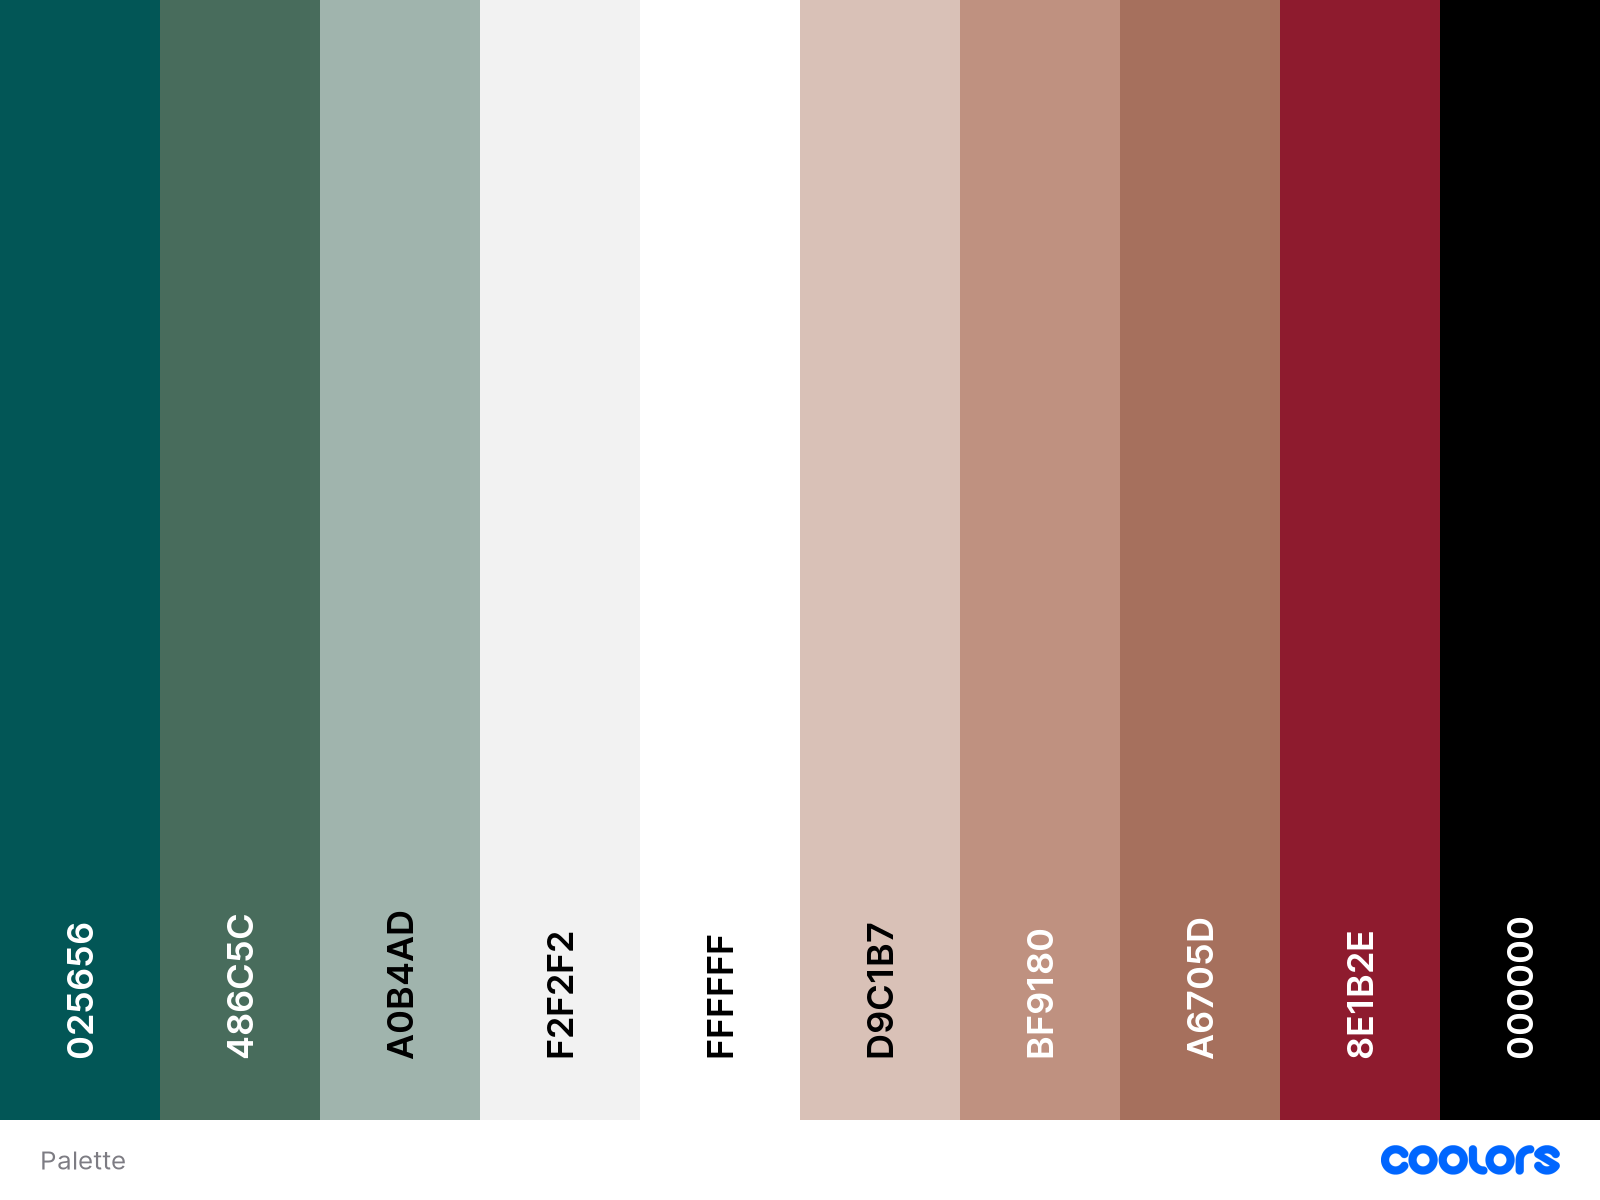 025656
486C5C
A0B4AD
F2F2F2
FFFFFF
D9C1B7
BF9180
A6705D
8E1B2E
000000
Palette
coolors